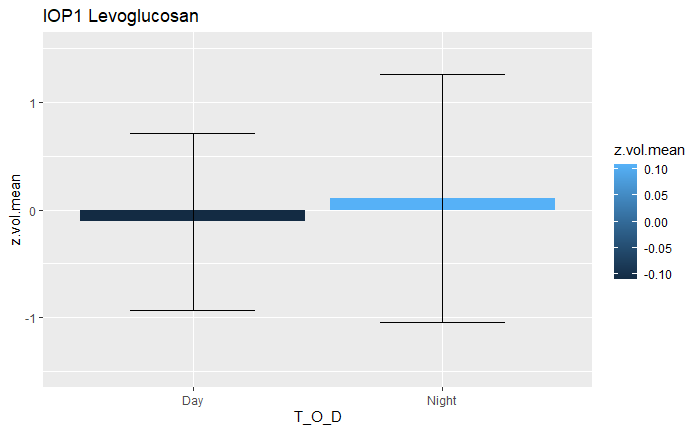 IOP1 Levoglucosan
z.vol.mean
1
0
-1
Day
Night
T_O_D
z.vol.mean
0.10
0.05
0.00
-0.05
-0.10